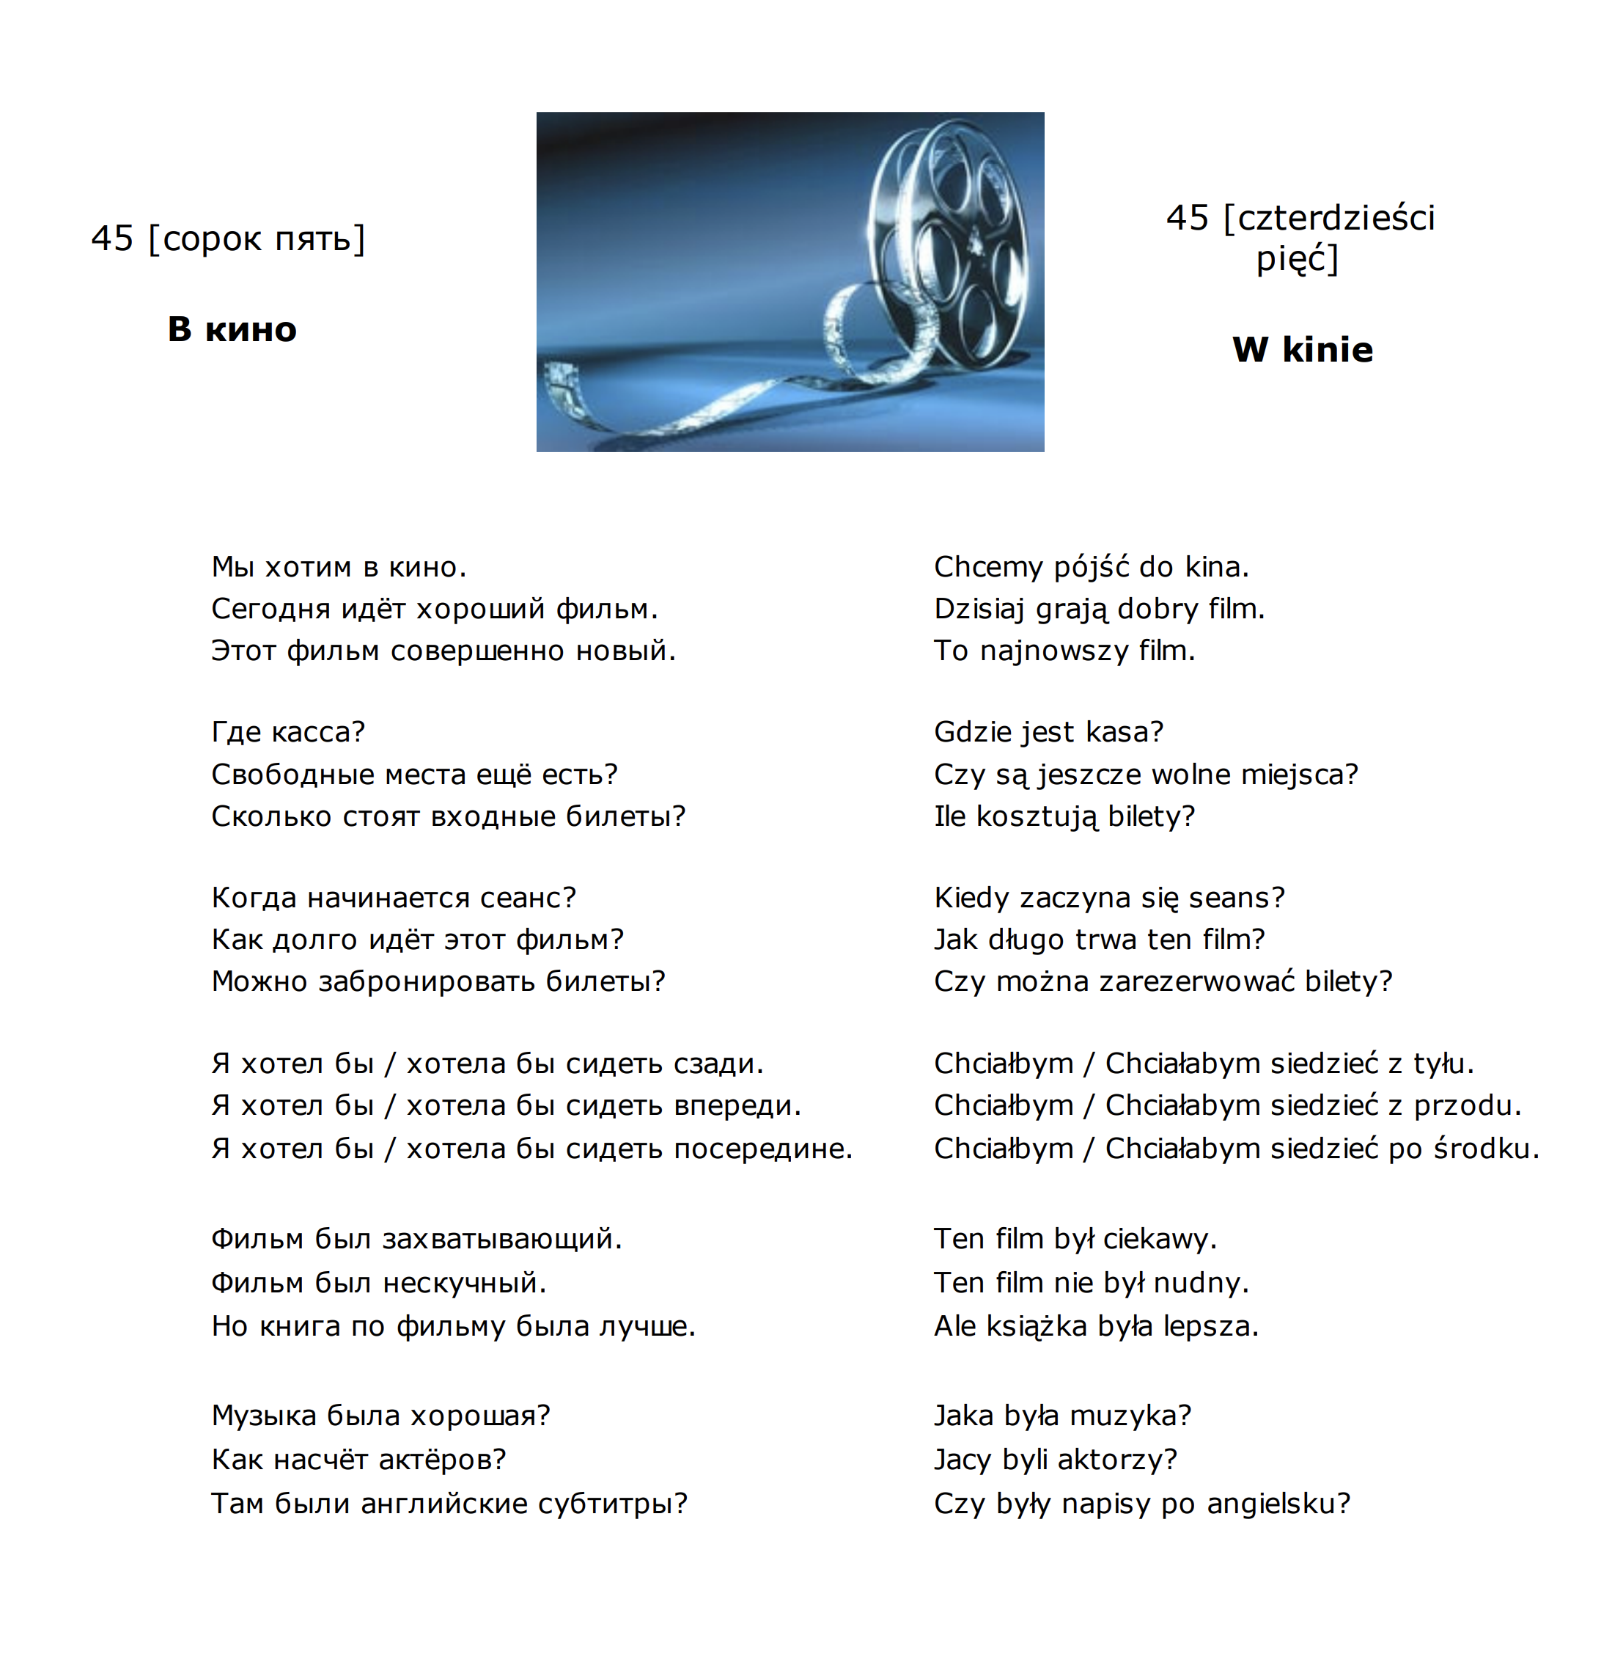 45 [сорок пять]
В кино
45 [czterdzieści
pięć]
W kinie
Мы хотим в кино.
Chcemy pójść do kina.
Сегодня идёт хороший фильм.
Dzisiaj grają dobry film.
Этот фильм совершенно новый.
To najnowszy film.
Где касса?
Gdzie jest kasa?
Свободные места ещё есть?
Czy są jeszcze wolne miejsca?
Сколько стоят входные билеты?
Ile kosztują bilety?
Когда начинается сеанс?
Kiedy zaczyna się seans?
Как долго идёт этот фильм?
Jak długo trwa ten film?
Можно забронировать билеты?
Czy można zarezerwować bilety?
Я хотел бы / хотела бы сидеть сзади.
Chciałbym / Chciałabym siedzieć z tyłu.
Я хотел бы / хотела бы сидеть впереди.
Chciałbym / Chciałabym siedzieć z przodu.
Я хотел бы / хотела бы сидеть посередине.
Chciałbym / Chciałabym siedzieć po środku.
Фильм был захватывающий.
Ten film był ciekawy.
Фильм был нескучный.
Ten film nie był nudny.
Но книга по фильму была лучше.
Ale książka była lepsza.
Музыка была хорошая?
Jaka była muzyka?
Как насчёт актёров?
Jacy byli aktorzy?
Там были английские субтитры?
Czy były napisy po angielsku?